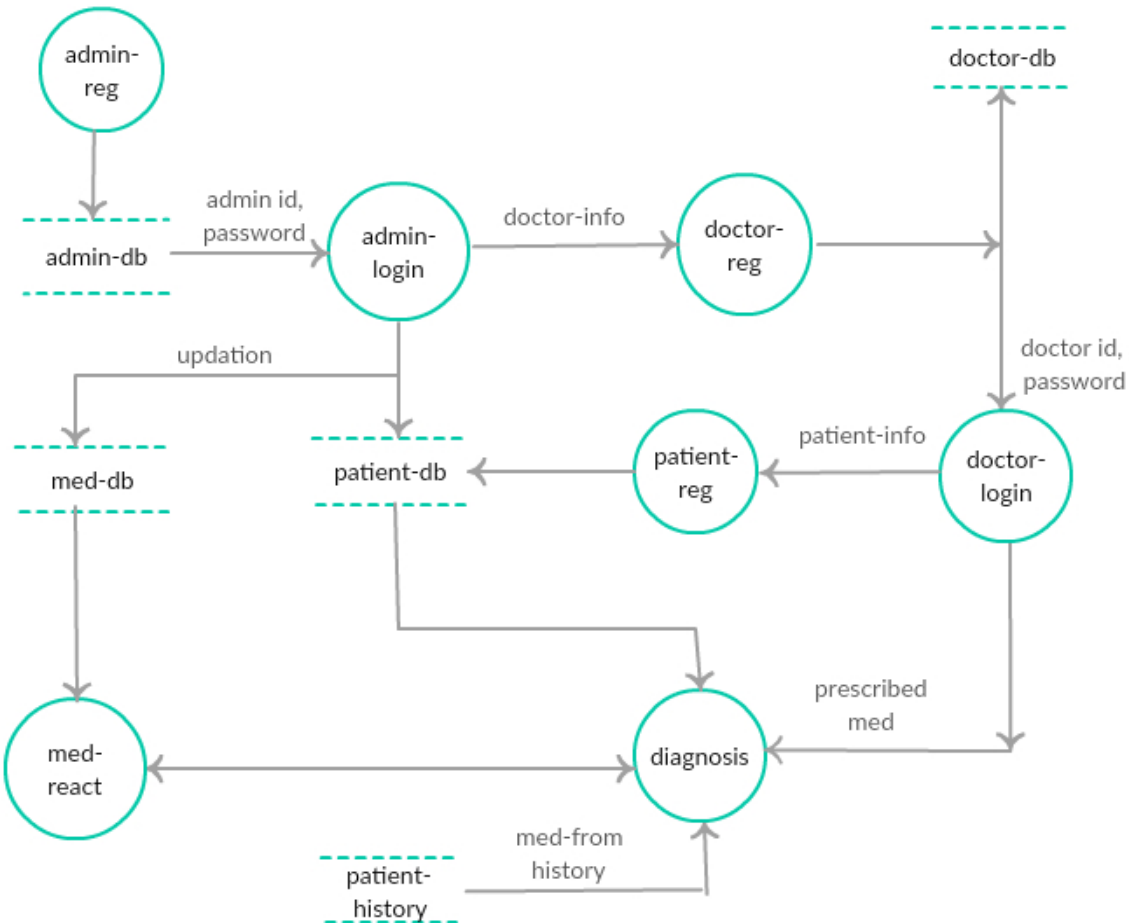 admin-
reg
doctor-db
admin id,
password
admin-db
admin-
login
doctor-info
doctor-
reg
updation
doctor id,
password
med-db
patient-db
patient-
reg
patient-info
doctor-
login
prescribed
med
med-
react
diagnosis
med-from
history
patient-
history